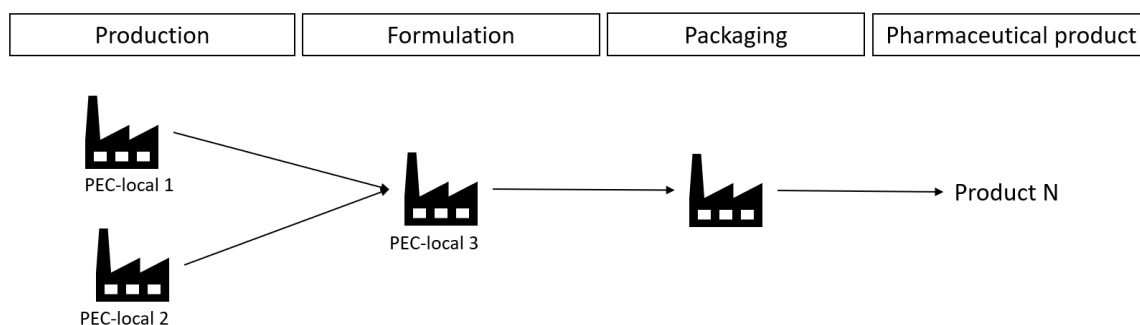 Production
Formulation
Packaging
Pharmaceutical product
PEC-local 1
PEC-local 3
Product N
PEC-local 2